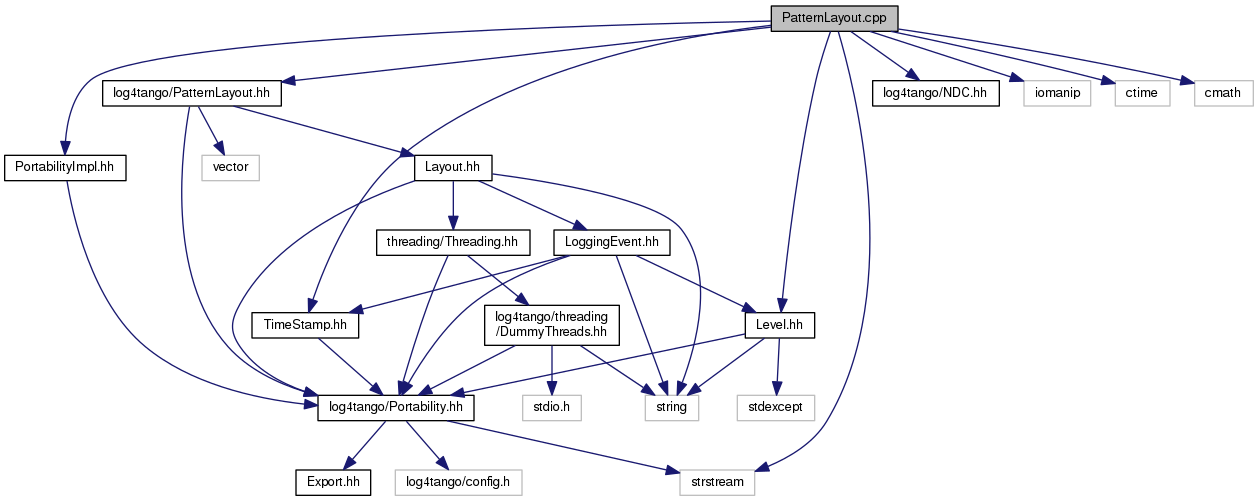 PatternLayout.cpp
log4tango/PatternLayout.hh
log4tango/NDC.hh
iomanip
ctime
cmath
PortabilityImpl.hh
vector
Layout.hh
threading/Threading.hh
LoggingEvent.hh
TimeStamp.hh
log4tango/threading
/DummyThreads.hh
Level.hh
log4tango/Portability.hh
stdio.h
string
stdexcept
Export.hh
log4tango/config.h
strstream